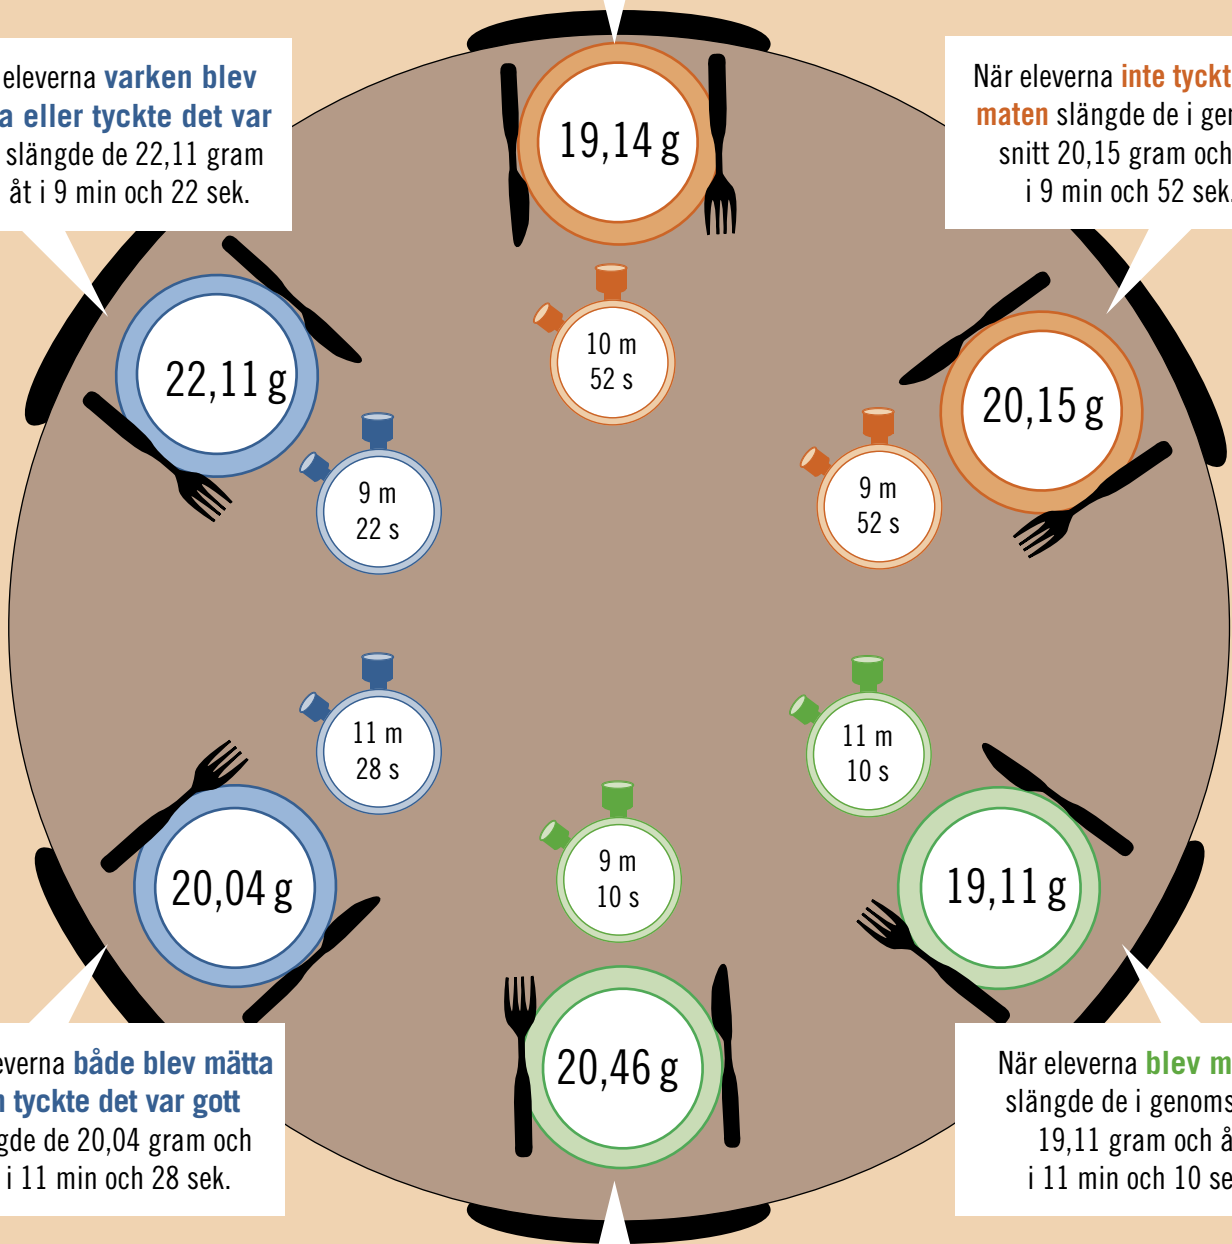 eleverna varken blev
a eller tyckte det var
slängde de 22,11 gram
åt i 9 min och 22 sek.
19,14 g
När eleverna inte tyckt
maten slängde de i gen
snitt 20,15 gram och
i 9 min och 52 sek.
10 m
52 s
22,11 g
20,15 g
9 m
22 s
9 m
52 s
11 m
28 s
11 m
10 s
20,04 g
9 m
10 s
19,11 g
20,46 g
everna både blev mätta
h tyckte det var gott
gde de 20,04 gram och
i 11 min och 28 sek.
När eleverna blev m
slängde de i genoms
19,11 gram och å
i 11 min och 10 se